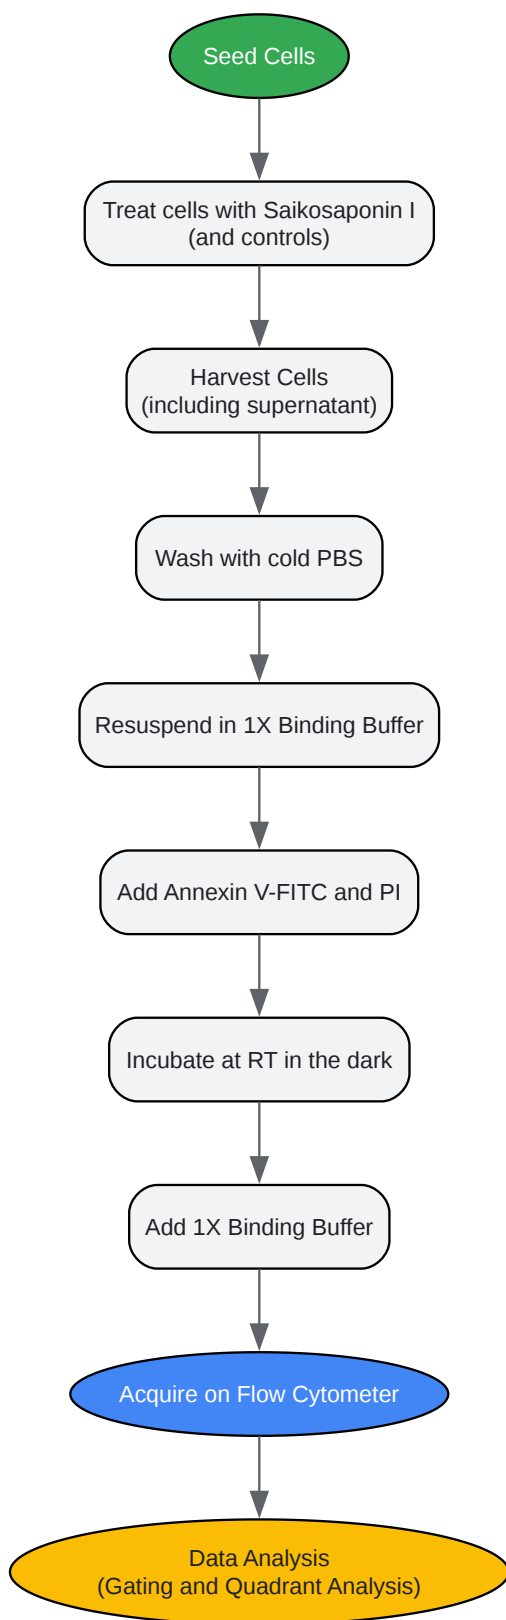 Seed Cells
Treat cells with Saikosaponin I
(and controls)
Harvest Cells
(including supernatant)
Wash with cold PBS
Resuspend in 1X Binding Buffer
Add Annexin V-FITC and PI
Incubate at RT in the dark
Add 1X Binding Buffer
Acquire on Flow Cytometer
Data Analysis
(Gating and Quadrant Analysis)